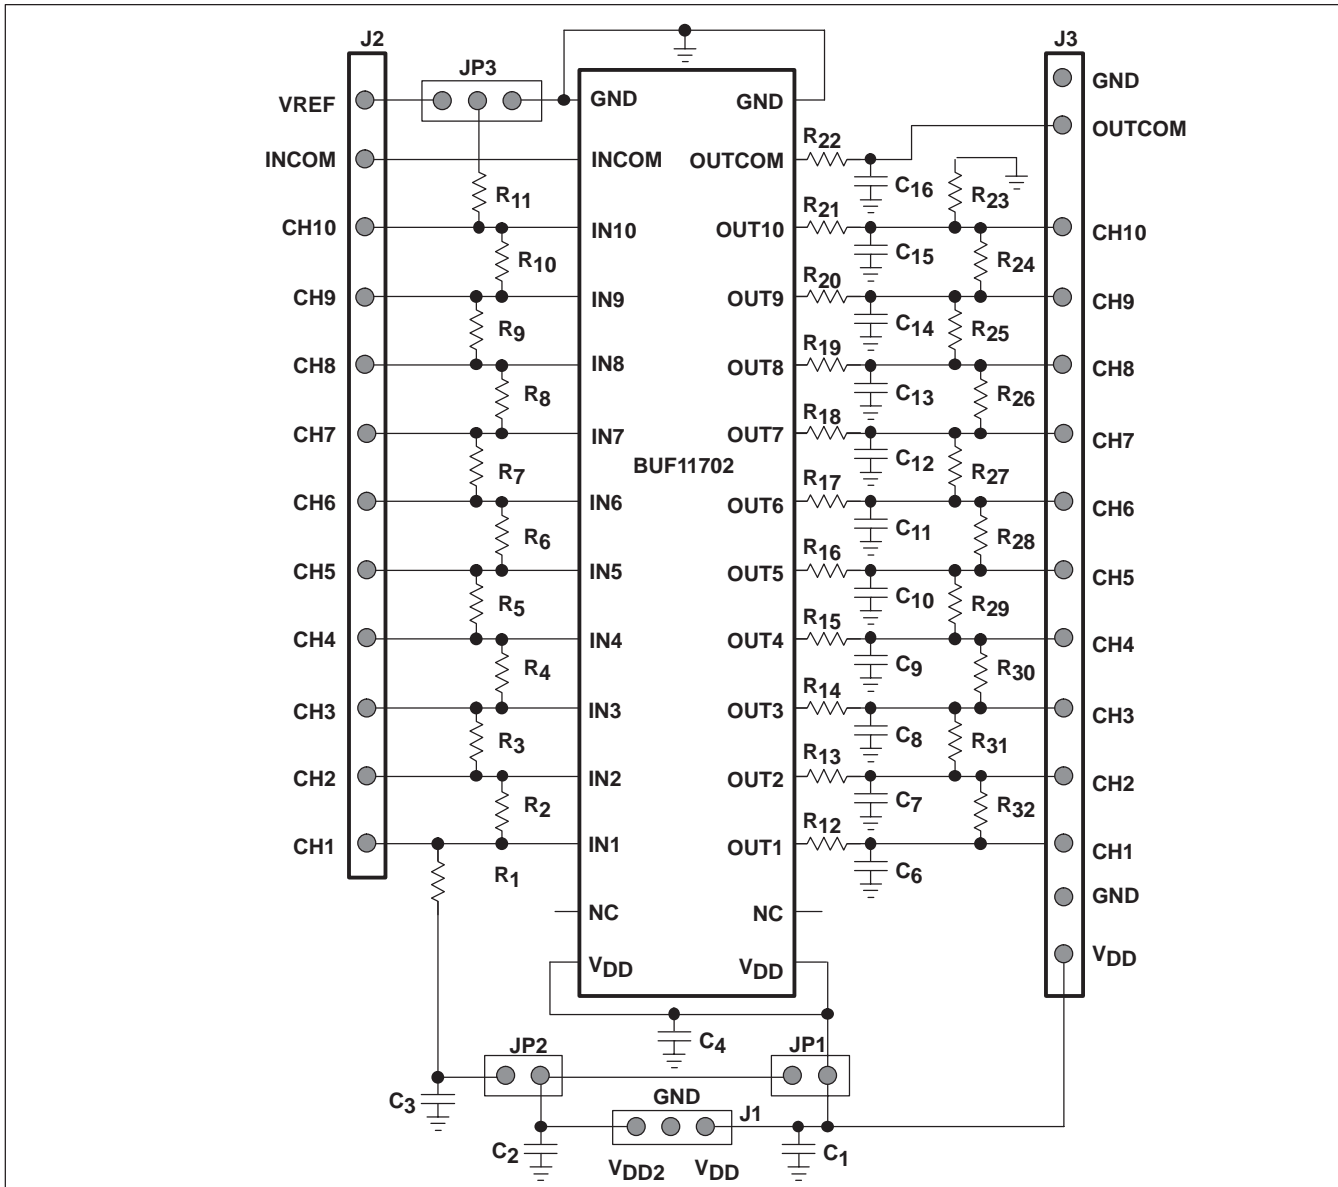 J2
J3
JP3
GND
VREF
GND
GND
OUTCOM
R22
INCOM
INCOM
OUTCOM
C16
R23
R11
R21
CH10
IN10
OUT10
CH10
C15
R24
R10
R20
CH9
IN9
OUT9
CH9
C14
R25
R9
R19
CH8
IN8
OUT8
CH8
C13
R26
R8
R18
CH7
IN7
OUT7
CH7
BUF11702
C12
R27
R7
R17
CH6
IN6
OUT6
CH6
C11
R28
R6
R16
CH5
IN5
OUT5
CH5
C10
R29
R5
R15
CH4
IN4
OUT4
CH4
C9
R30
R4
R14
CH3
IN3
OUT3
CH3
C8
R31
R3
R13
CH2
IN2
OUT2
CH2
C7
R32
R2
R12
CH1
IN1
OUT1
CH1
R1
C6
GND
NC
NC
VDD
VDD
VDD
C4
JP2
JP1
C3
GND
J1
C2
VDD2
VDD
C1